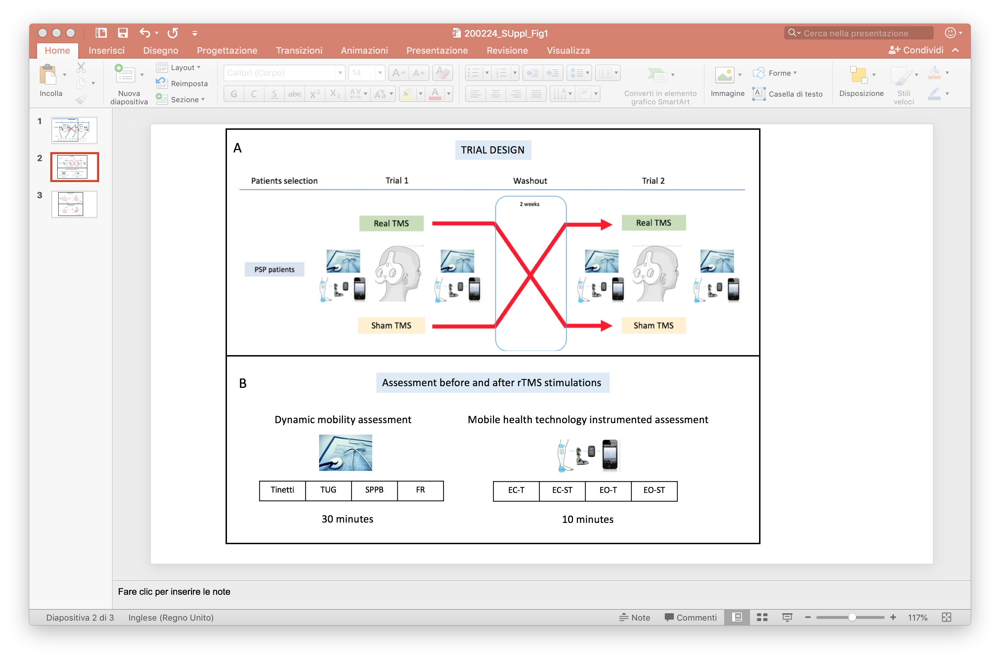 200224_SUppl_Fig1
Cerca nella presentazione
Home Inserisci Disegno Progettazione Transizioni Animazioni Presentazione Revisione Visualizza Condividi
Incolla
Nuova
diapositiva
Layout
Reimposta
Sezione
Calibri (Corpo) 14
G C S abc X² X₂ AV Aa A
Converti in elemento
grafico SmartArt
Immagine
Forme
Casella di testo
Disposizione
Stili
veloci
1
2
3
A
TRIAL DESIGN
Patients selection Trial 1 Washout Trial 2
2 weeks
Real TMS Real TMS
PSP patients
Sham TMS Sham TMS
B
Assessment before and after rTMS stimulations
Dynamic mobility assessment Mobile health technology instrumented assessment
Tinetti TUG SPPB FR EC-T EC-ST EO-T EO-ST
30 minutes 10 minutes
Fare clic per inserire le note
Diapositiva 2 di 3 Inglese (Regno Unito) Note Commenti 117%